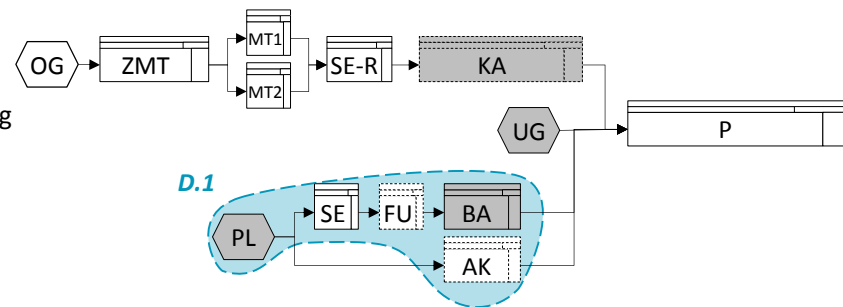 MT1
OG ZMT SE-R KA
MT2
g
UG P
D.1
SE FU BA
PL
AK